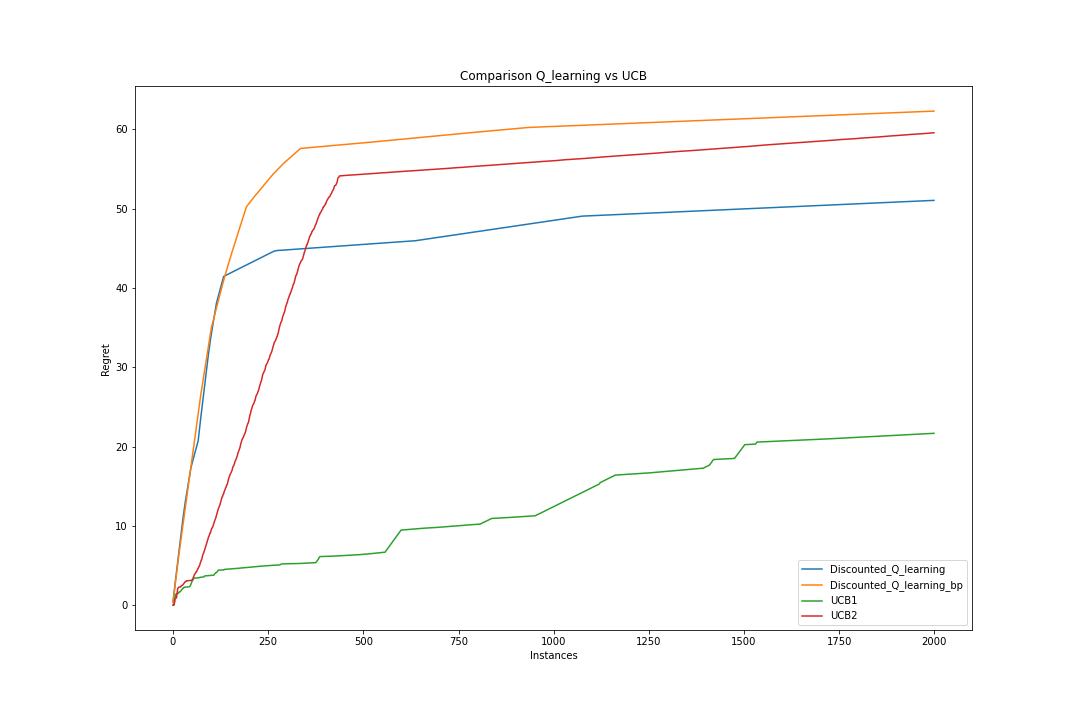 Comparison Q_learning vs UCB
Regret
60
50
40
30
20
10
0
0 250 500 750 1000 1250 1500 1750 2000
Instances
Discounted_Q_learning
Discounted_Q_learning_bp
UCB1
UCB2